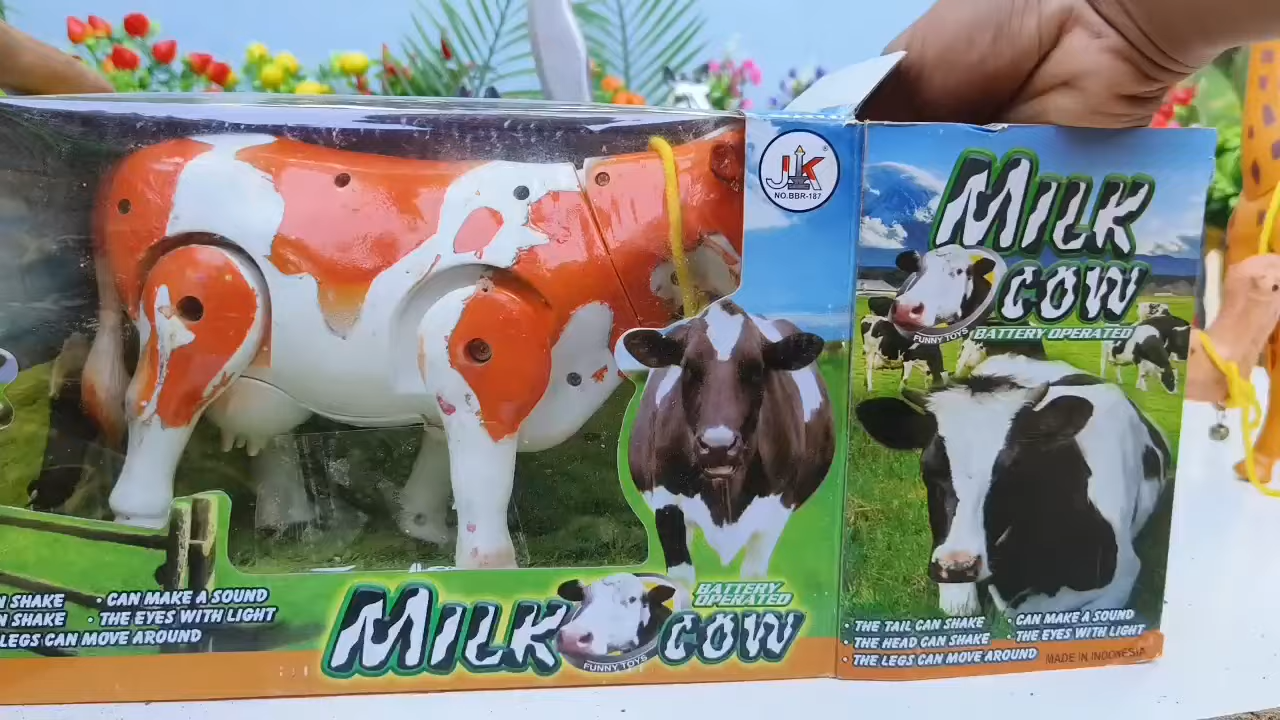 JK
®
NO.BBR-187
MILK
COW
FUNNY TOYS
BATTERY OPERATED
N SHAKE
N SHAKE
LEGS CAN MOVE AROUND
• CAN MAKE A SOUND
• THE EYES WITH LIGHT
MILK COW
BATTERY
OPERATED
FUNNY TOYS
• THE TAIL CAN SHAKE
• THE HEAD CAN SHAKE
• THE LEGS CAN MOVE AROUND
• CAN MAKE A SOUND
• THE EYES WITH LIGHT
MADE IN INDONESIA